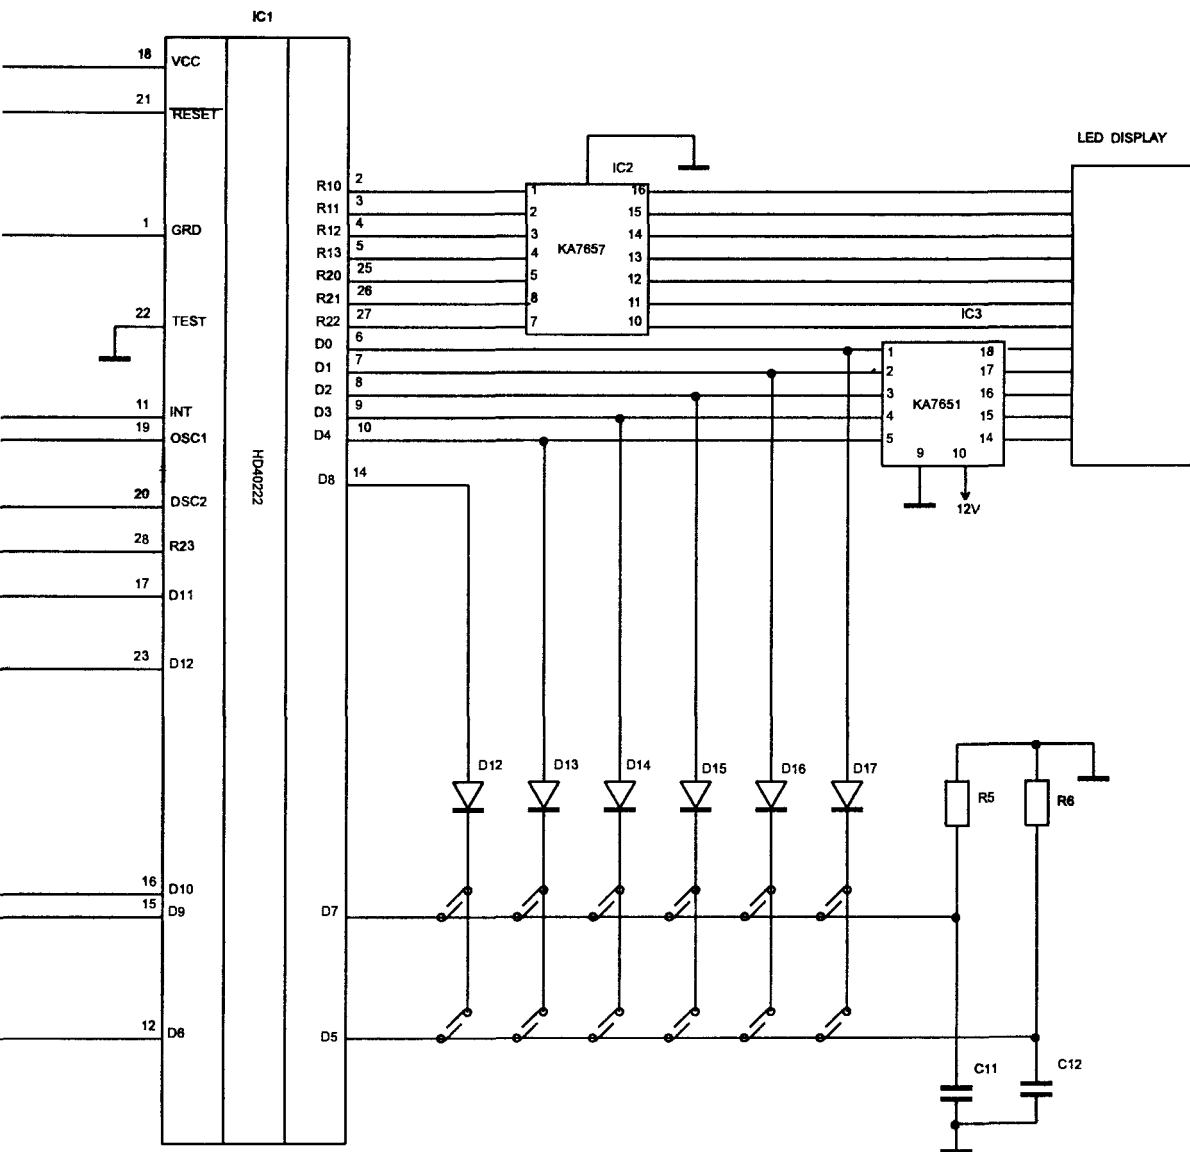 IC1
18 VCC
21 RESET
LED DISPLAY
IC2
R10 2 1 16
R11 3 2 15
1 GRD R12 4 3 14
KA7657
R13 5 4 13
R20 25 5 12
R21 26 8 11
IC3
22 TEST R22 27 7 10
D0 6 1 18
D1 7 2 17
D2 8 3 16
KA7651
11 INT D3 9 4 15
19 OSC1 D4 10 5 14
9 10
HD40222
D8 14
20 DSC2
12V
28 R23
17 D11
23 D12
D12 D13 D14 D15 D16 D17
R5 R6
16 D10
15 D9 D7
12 D6 D5
C11 C12